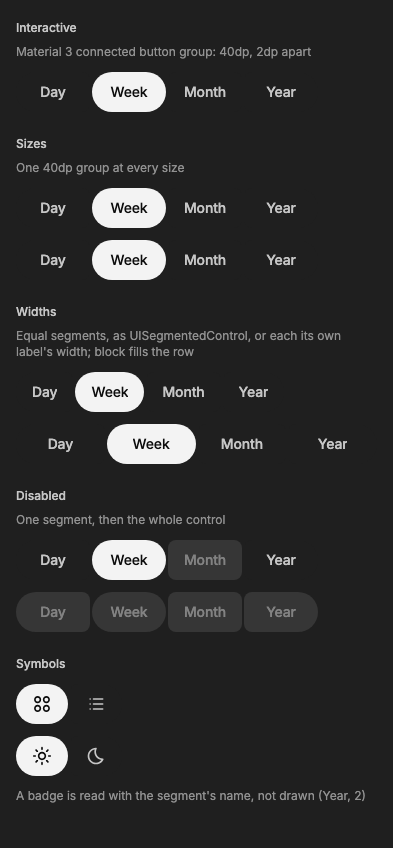 Interactive
Material 3 connected button group: 40dp, 2dp apart
Day Week Month Year
Sizes
One 40dp group at every size
Day Week Month Year
Day Week Month Year
Widths
Equal segments, as UISegmentedControl, or each its own
label's width; block fills the row
Day Week Month Year
Day Week Month Year
Disabled
One segment, then the whole control
Day Week Month Year
Day Week Month Year
Symbols
A badge is read with the segment's name, not drawn (Year, 2)